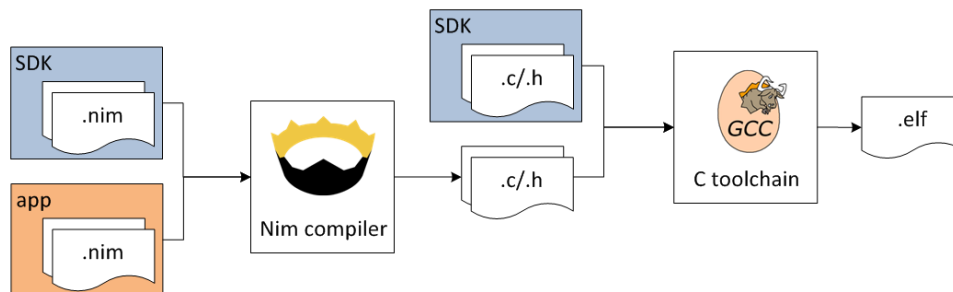 SDK
.nim
app
.nim
Nim compiler
SDK
.c/.h
.c/.h
GCC
C toolchain
.elf